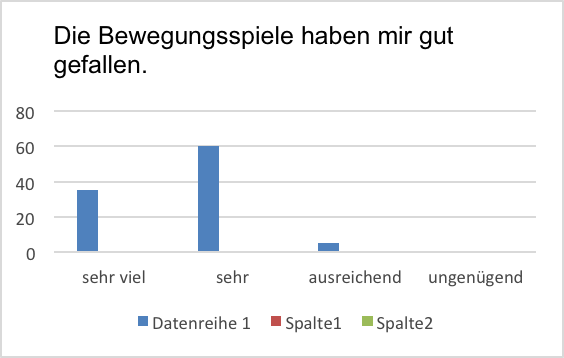 Die Bewegungsspiele haben mir gut
gefallen.
80
60
40
20
0
sehr viel sehr ausreichend ungenügend
Datenreihe 1 Spalte1 Spalte2